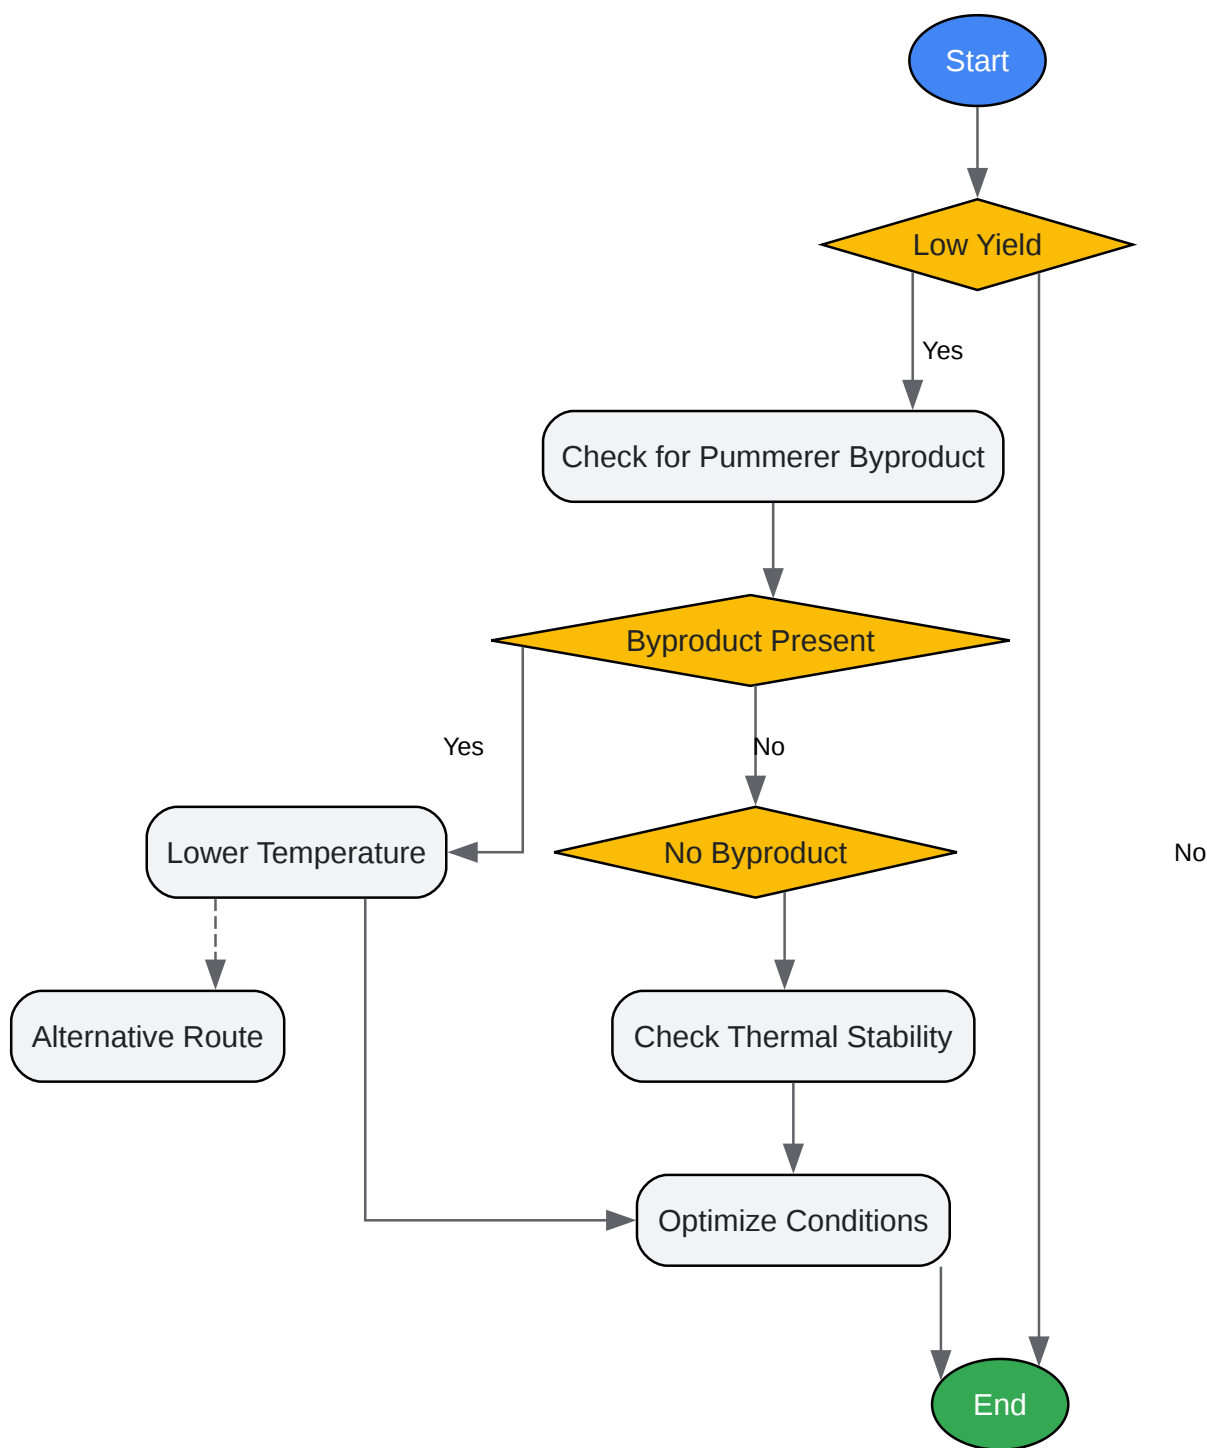 Start
Low Yield
Yes
Check for Pummerer Byproduct
Byproduct Present
Yes
No
Lower Temperature
No Byproduct
No
Alternative Route
Check Thermal Stability
Optimize Conditions
End